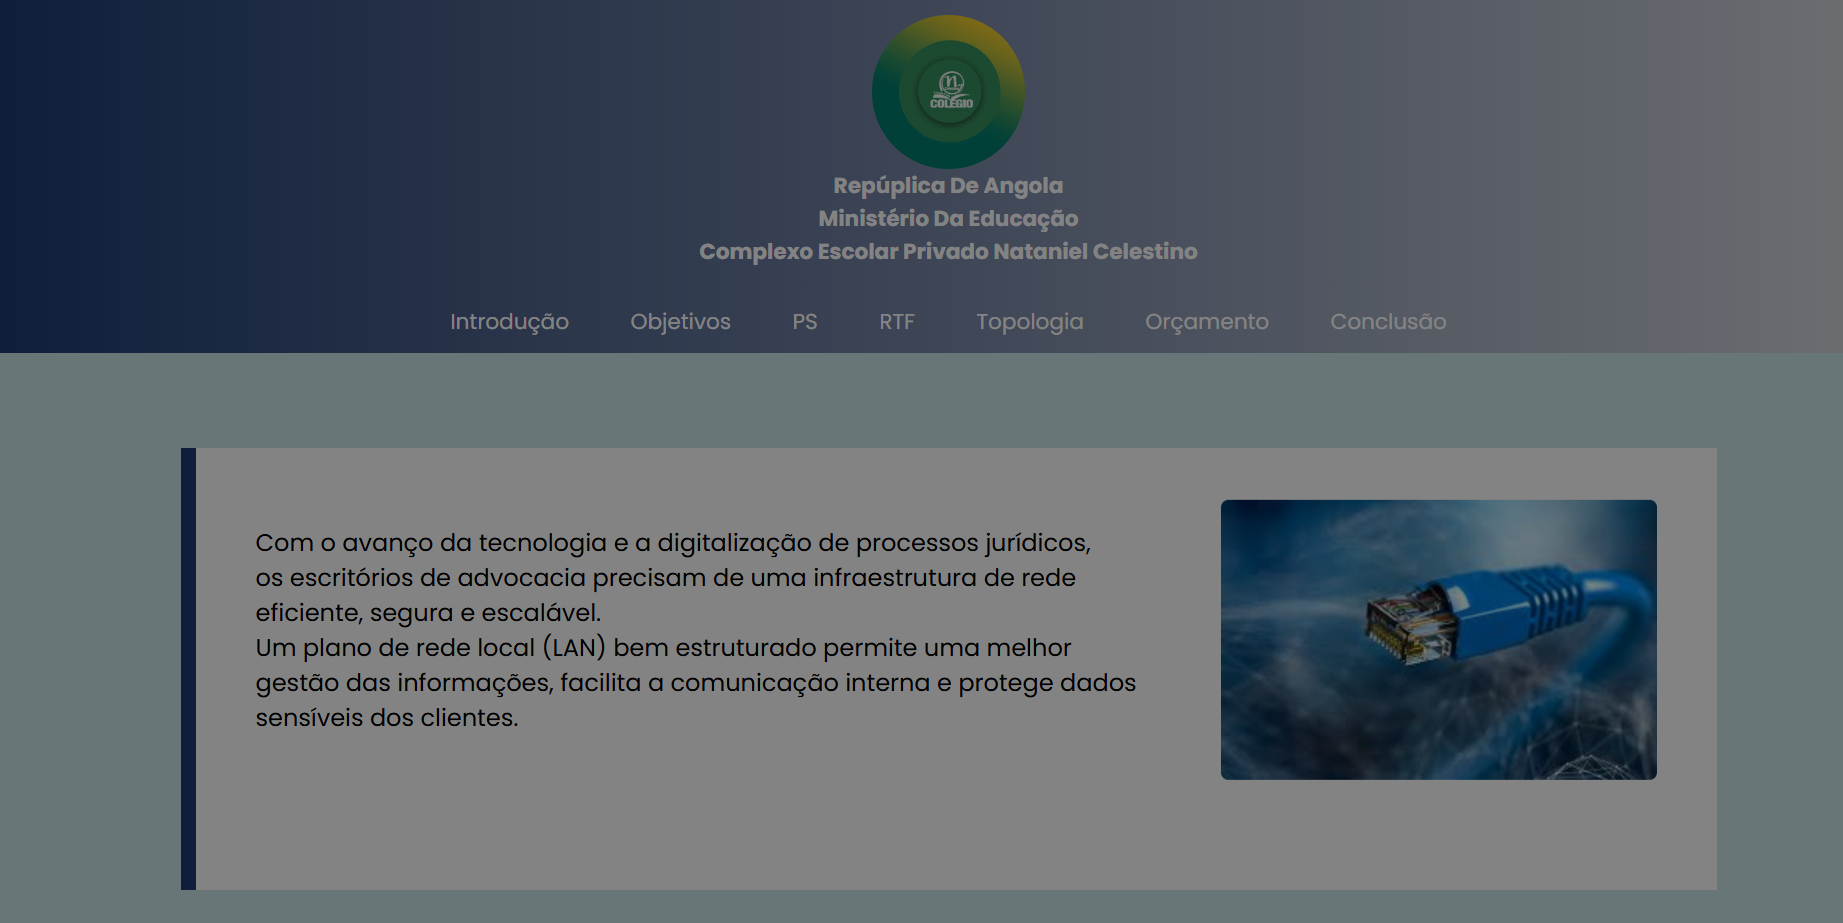 n
COLÉGIO
Repúplica De Angola
Ministério Da Educação
Complexo Escolar Privado Nataniel Celestino
Introdução Objetivos PS RTF Topologia Orçamento Conclusão
Com o avanço da tecnologia e a digitalização de processos jurídicos,
os escritórios de advocacia precisam de uma infraestrutura de rede
eficiente, segura e escalável.
Um plano de rede local (LAN) bem estruturado permite uma melhor
gestão das informações, facilita a comunicação interna e protege dados
sensíveis dos clientes.